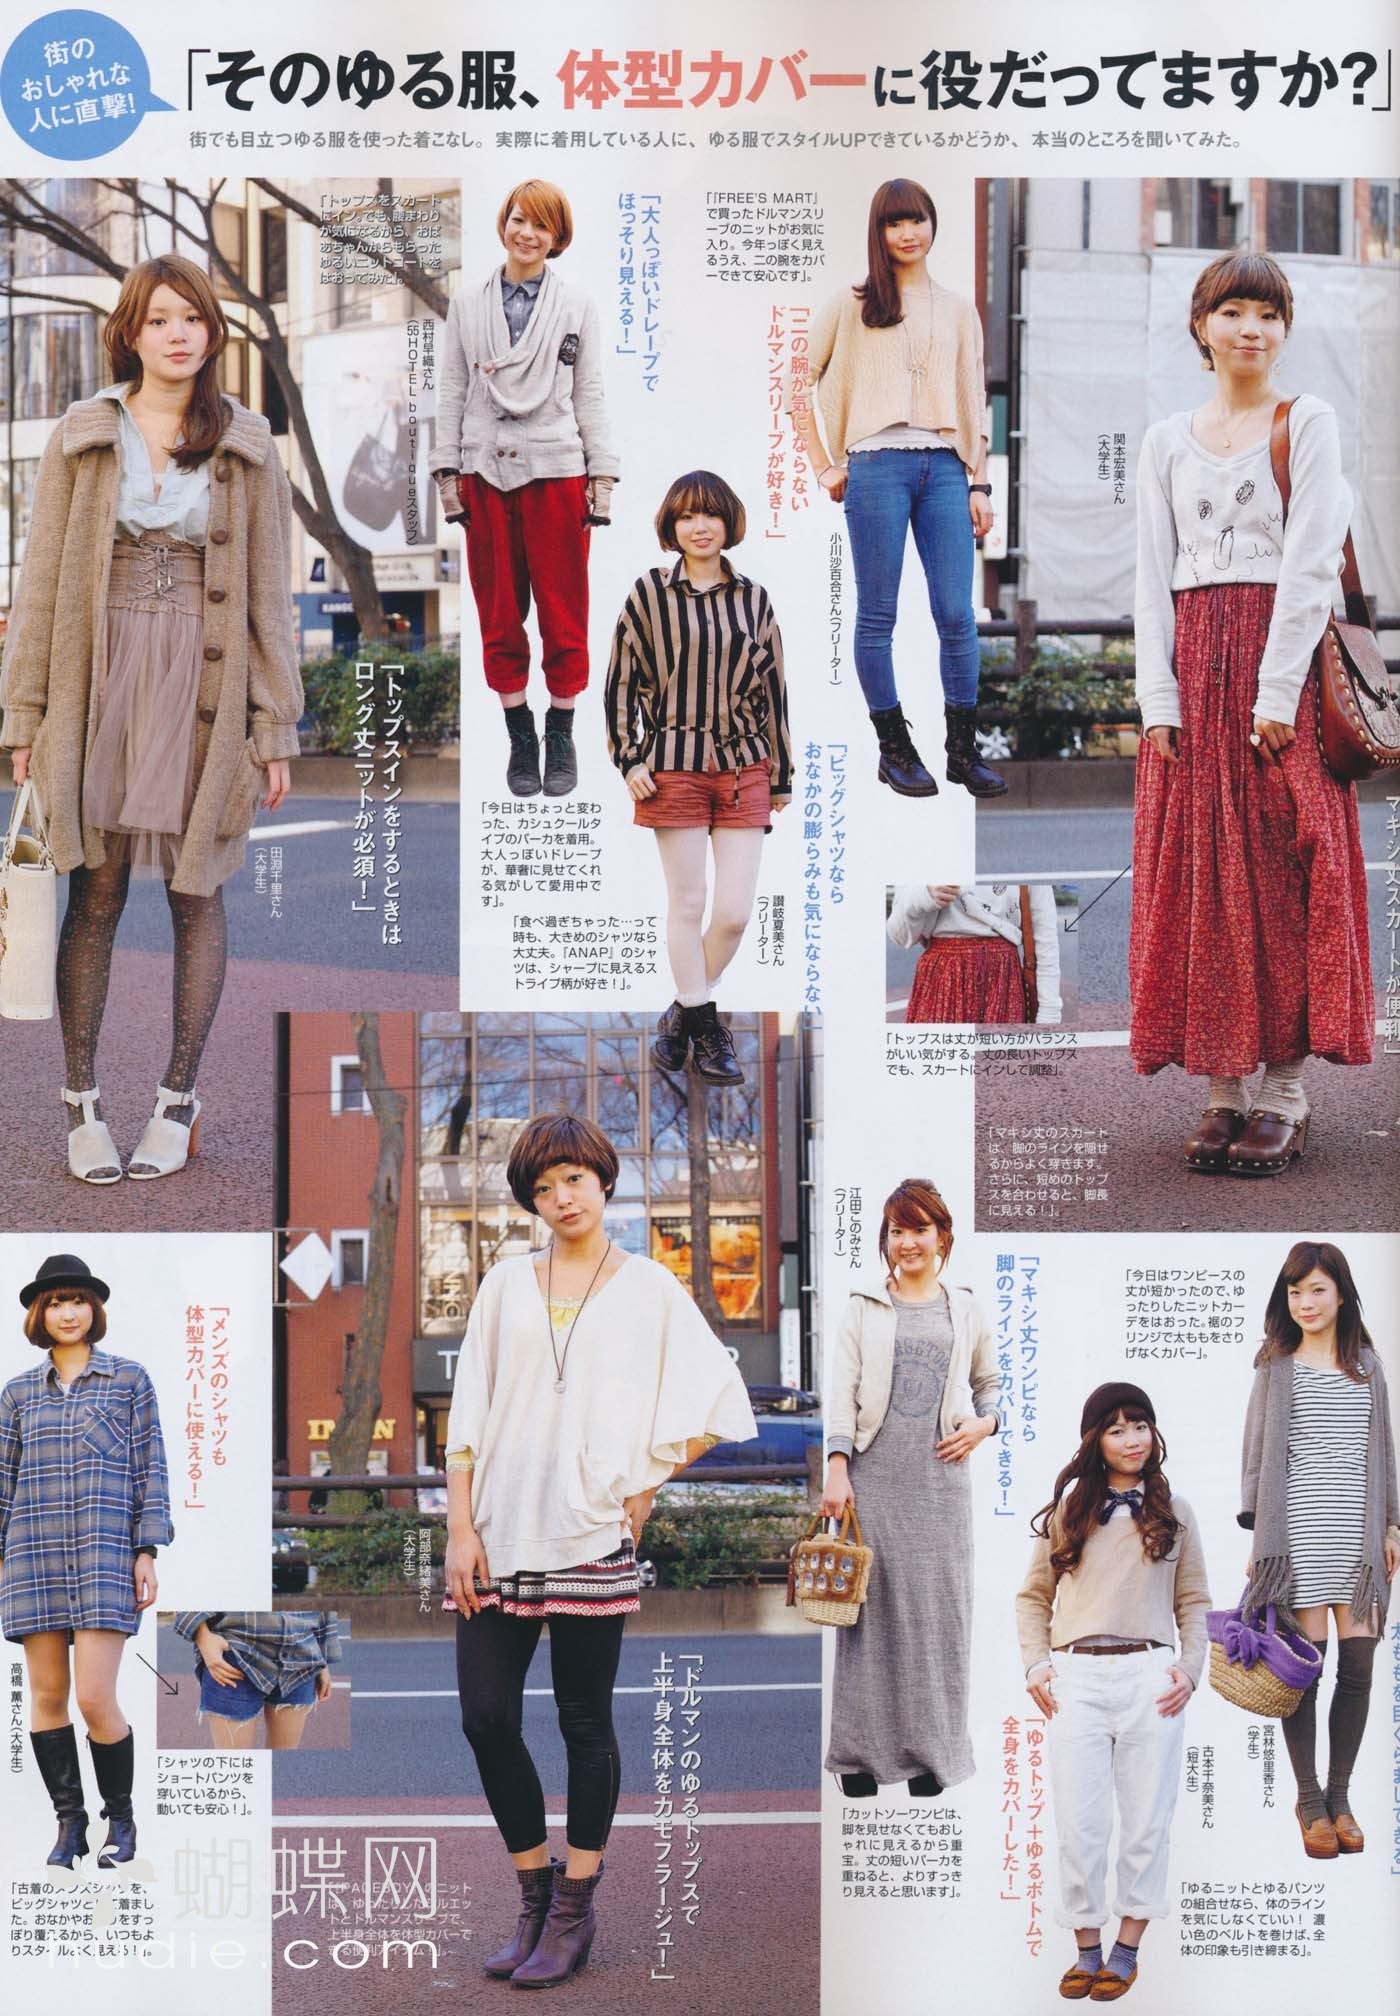 街の
おしゃれな
人に直撃!
「そのゆる服、体型カバーに役だってますか?」
街でも目立つゆる服を使った着こなし。実際に着用している人に、ゆる服でスタイルUPできているかどうか、本当のところを聞いてみた。
「トップスをスカート
にイン。でも、腰まわり
が気になるから、おば
あちゃんからもらった
ゆるいニットコートを
はおってみた」。
「トップスインをするときは
ロング丈ニットが必須!」
田淵千里さん
(大学生)
西村早織さん
(55HOTEL boutiqueスタッフ)
「大人っぽいドレープで
ほっそり見える!」
「今日はちょっと変わ
った、カシュクールタ
イプのパーカを着用。
大人っぽいドレープ
が、華奢に見せてくれ
る気がして愛用中で
す」。
「『FREE'S MART』
で買ったドルマンスリ
ーブのニットがお気に
入り。今年っぽく見え
るうえ、二の腕をカバ
ーできて安心です」。
「二の腕が気にならない
ドルマンスリーブが好き!」
小川沙百合さん(フリーター)
「ビッグシャツなら
おなかの膨らみも気にならない」
讃岐夏美さん
(フリーター)
「食べ過ぎちゃった…って
時も、大きめのシャツなら
大丈夫。『ANAP』のシャ
ツは、シャープに見えるス
トライプ柄が好き!」。
関本宏美さん
(大学生)
マキシ丈スカートが便利」
「トップスは丈が短い方がバランス
がいい気がする。丈の長いトップス
でも、スカートにインして調整」。
「マキシ丈のスカート
は、脚のラインを隠せ
るからよく穿きます。
さらに、短めのトップ
スを合わせると、脚長
に見える!」。
「メンズのシャツも
体型カバーに使える!」
高橋 薫さん(大学生)
「シャツの下には
ショートパンツを
穿いているから、
動いても安心!」。
「古着のメンズシャツを、
ビッグシャツとして着まし
た。おなかやお尻をすっ
ぽり覆えるから、いつもよ
りスタイルよく見える!」。
阿部奈緒美さん
(大学生)
「ドルマンのゆるトップスで
上半身全体をカモフラージュ!」
上半身全体を体型カバーで
きる便利アイテム!」。
江田このみさん
(フリーター)
「マキシ丈ワンピなら
脚のラインをカバーできる!」
「カットソーワンピは、
脚を見せなくてもおし
ゃれに見えるから重
宝。丈の短いパーカを
重ねると、よりすっき
り見えると思います」。
「今日はワンピースの
丈が短かったので、ゆ
ったりしたニットカー
デをはおった。裾のフ
リンジで太ももをさり
げなくカバー」。
宮林悠里香さん
(学生)
「ゆるトップ+ゆるボトムで
全身をカバーした!」
古本千奈美さん
(短大生)
「ゆるニットとゆるパンツ
の組合せなら、体のライン
を気にしなくていい! 濃
い色のベルトを巻けば、全
体の印象も引き締まる」。
蝴蝶网
hudie.com
KANGOL